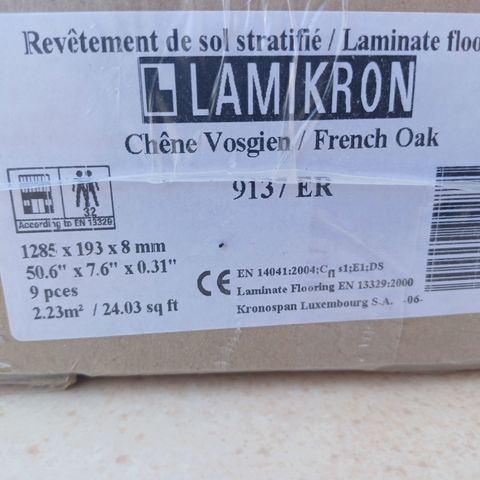 Revêtement de sol stratifié / Laminate floo
LAMIKRON
Chêne Vosgien / French Oak
9137 ER
32
According to EN 13329
1285 x 193 x 8 mm
50.6" x 7.6" x 0.31"
9 pces
2.23m² / 24.03 sq ft
CE EN 14041:2004;Cfl s1;E1;DS
Laminate Flooring EN 13329:2000
Kronospan Luxembourg S.A. -06-